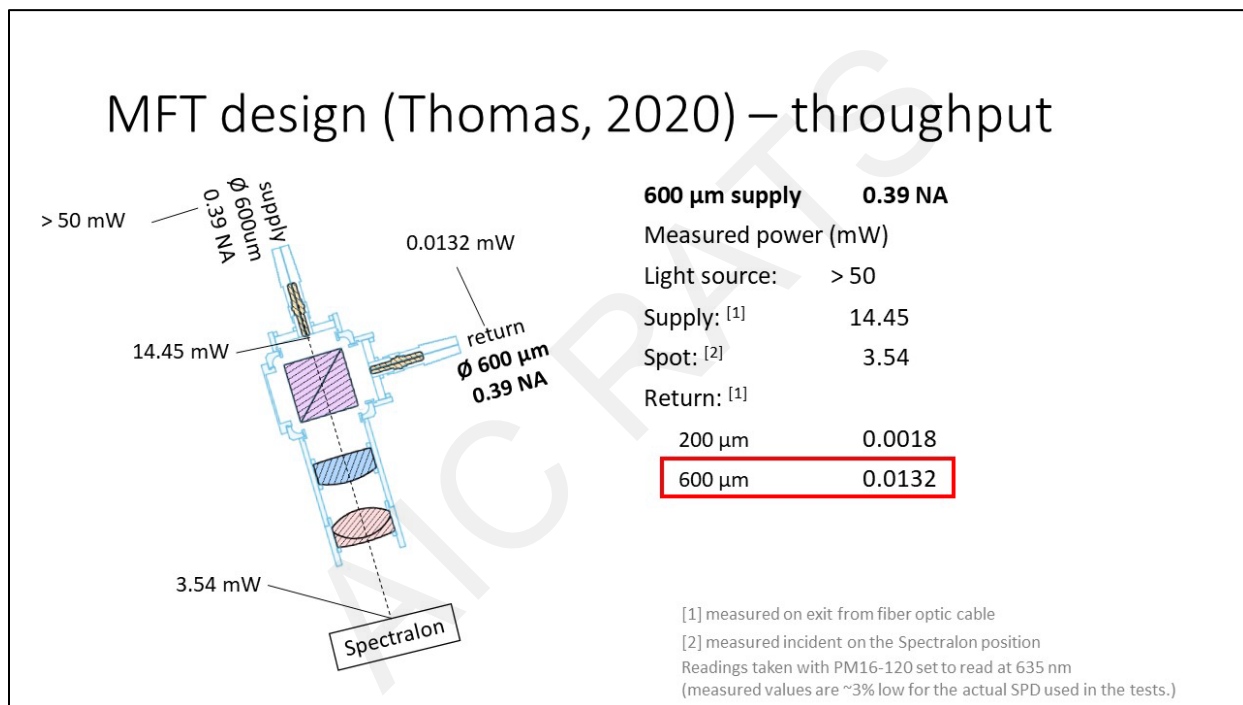 MFT design (Thomas, 2020) – throughput
> 50 mW
supply
Ø 600um
0.39 NA
0.0132 mW
14.45 mW
return
Ø 600 µm
0.39 NA
3.54 mW
Spectralon
600 µm supply 0.39 NA
Measured power (mW)
Light source: > 50
Supply: [1] 14.45
Spot: [2] 3.54
Return: [1]
200 µm 0.0018
600 µm 0.0132
[1] measured on exit from fiber optic cable
[2] measured incident on the Spectralon position
Readings taken with PM16-120 set to read at 635 nm
(measured values are ~3% low for the actual SPD used in the tests.)
AIC RATS